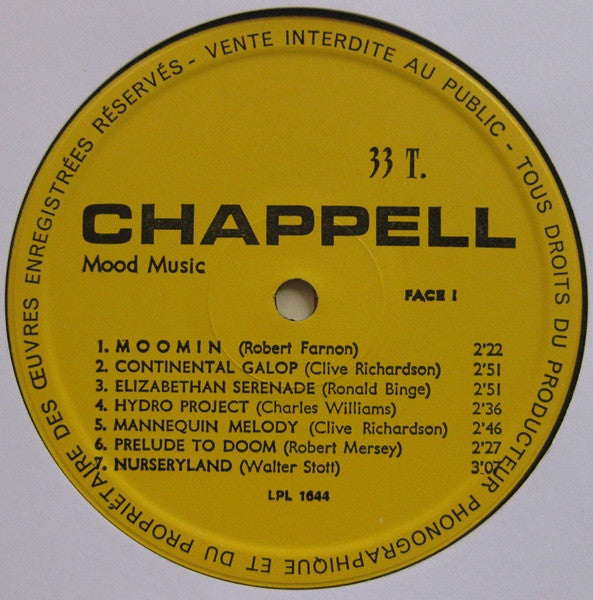 VENTE INTERDITE AU PUBLIC - TOUS DROITS DU PRODUCTEUR PHONOGRAPHIQUE ET DU PROPRIÉTAIRE DES ŒUVRES ENREGISTRÉES RÉSERVÉS -
33 T.
CHAPPELL
Mood Music
FACE 1
1. MOOMIN (Robert Farnon) 2'22
2. CONTINENTAL GALOP (Clive Richardson) 2'51
3. ELIZABETHAN SERENADE (Ronald Binge) 2'51
4. HYDRO PROJECT (Charles Williams) 2'36
5. MANNEQUIN MELODY (Clive Richardson) 2'46
6. PRELUDE TO DOOM (Robert Mersey) 2'27
7. NURSERYLAND (Walter Stott) 3'07
LPL 1644